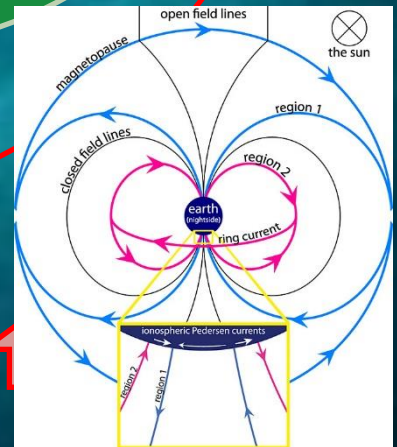 open field lines
the sun
magnetopause
region 1
closed field lines
region 2
earth
(nightside)
ring current
ionospheric Pedersen currents
region 2
region 1